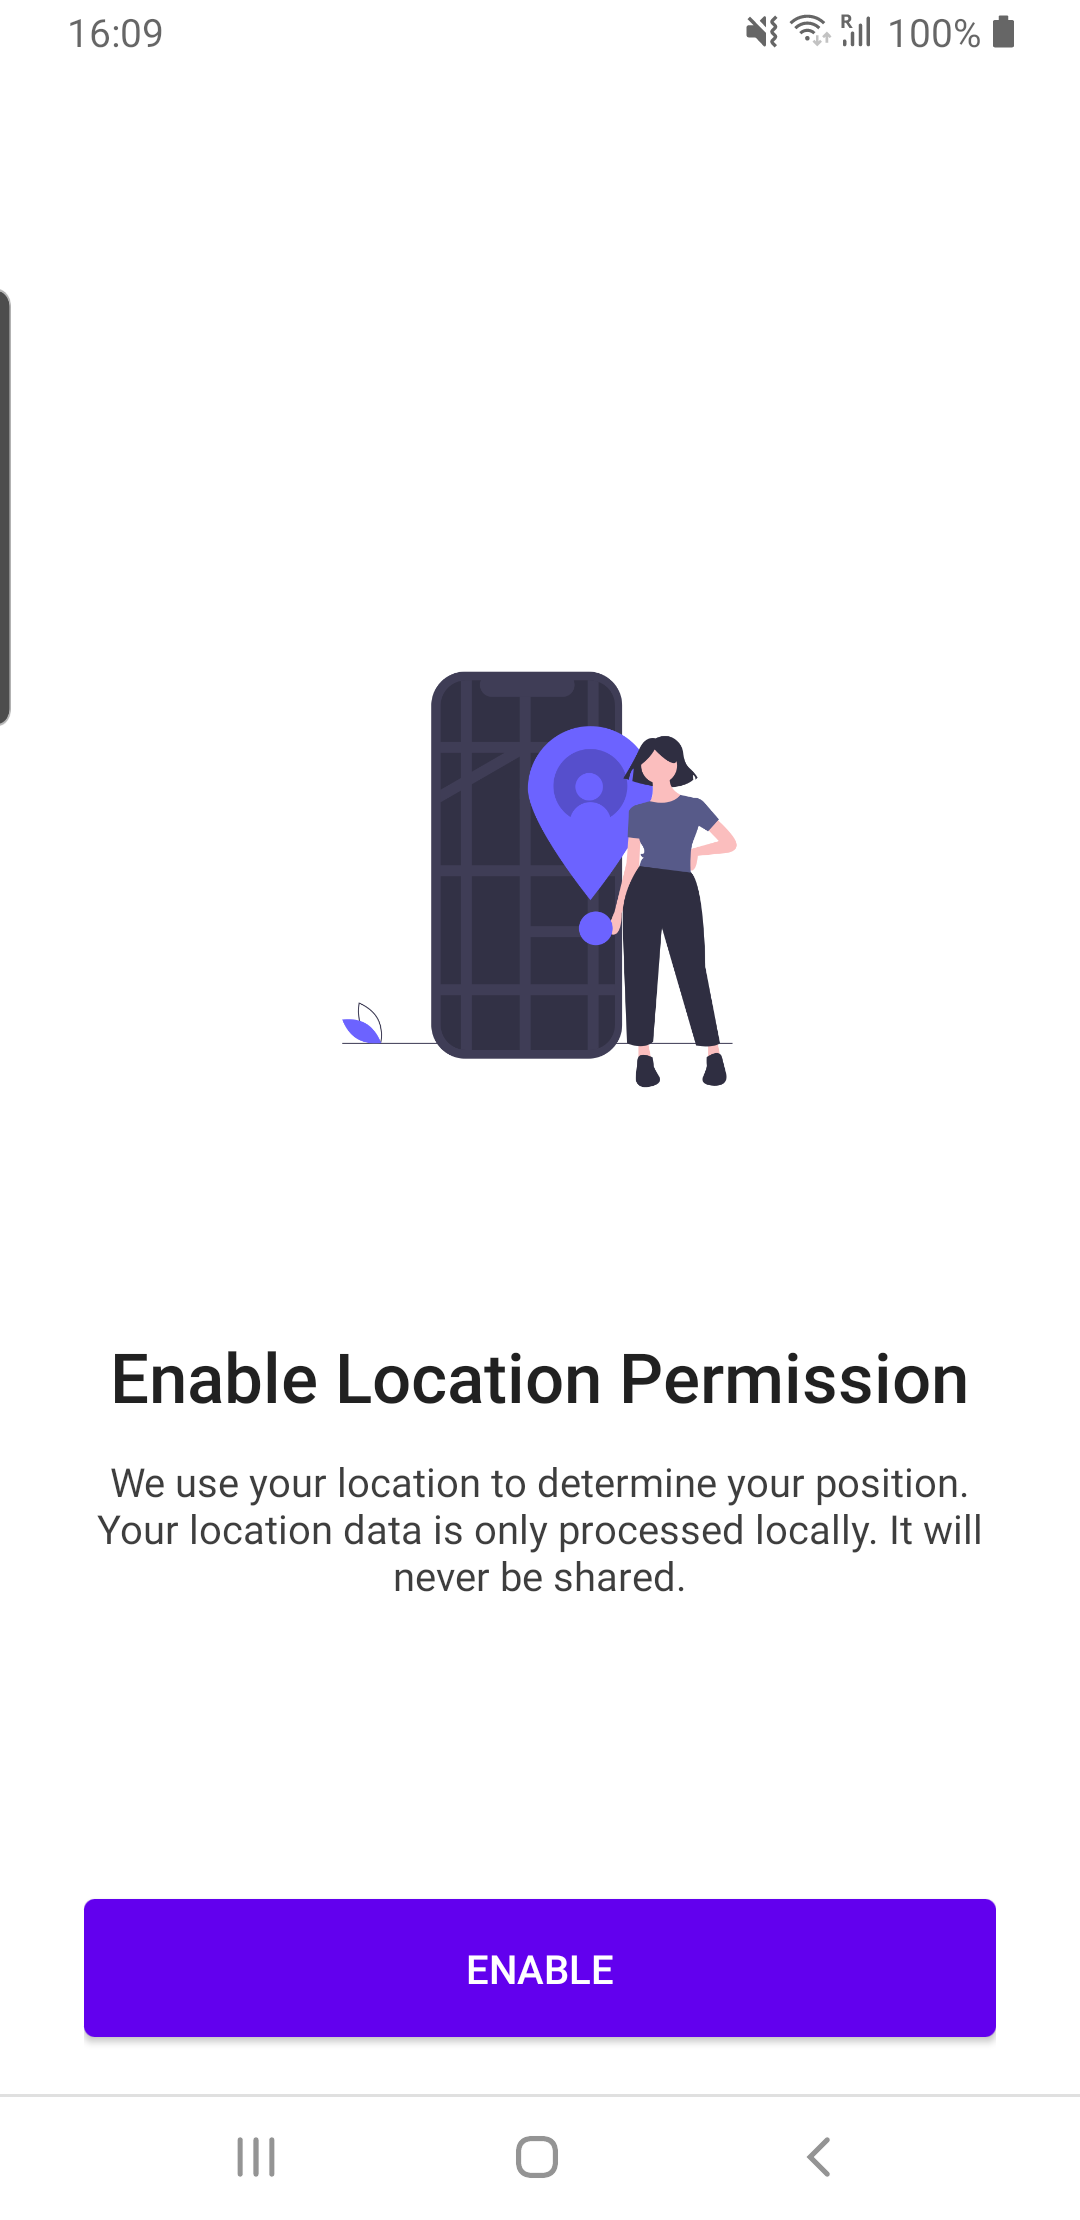 16:09
R
100%
Enable Location Permission
We use your location to determine your position.
Your location data is only processed locally. It will
never be shared.
ENABLE